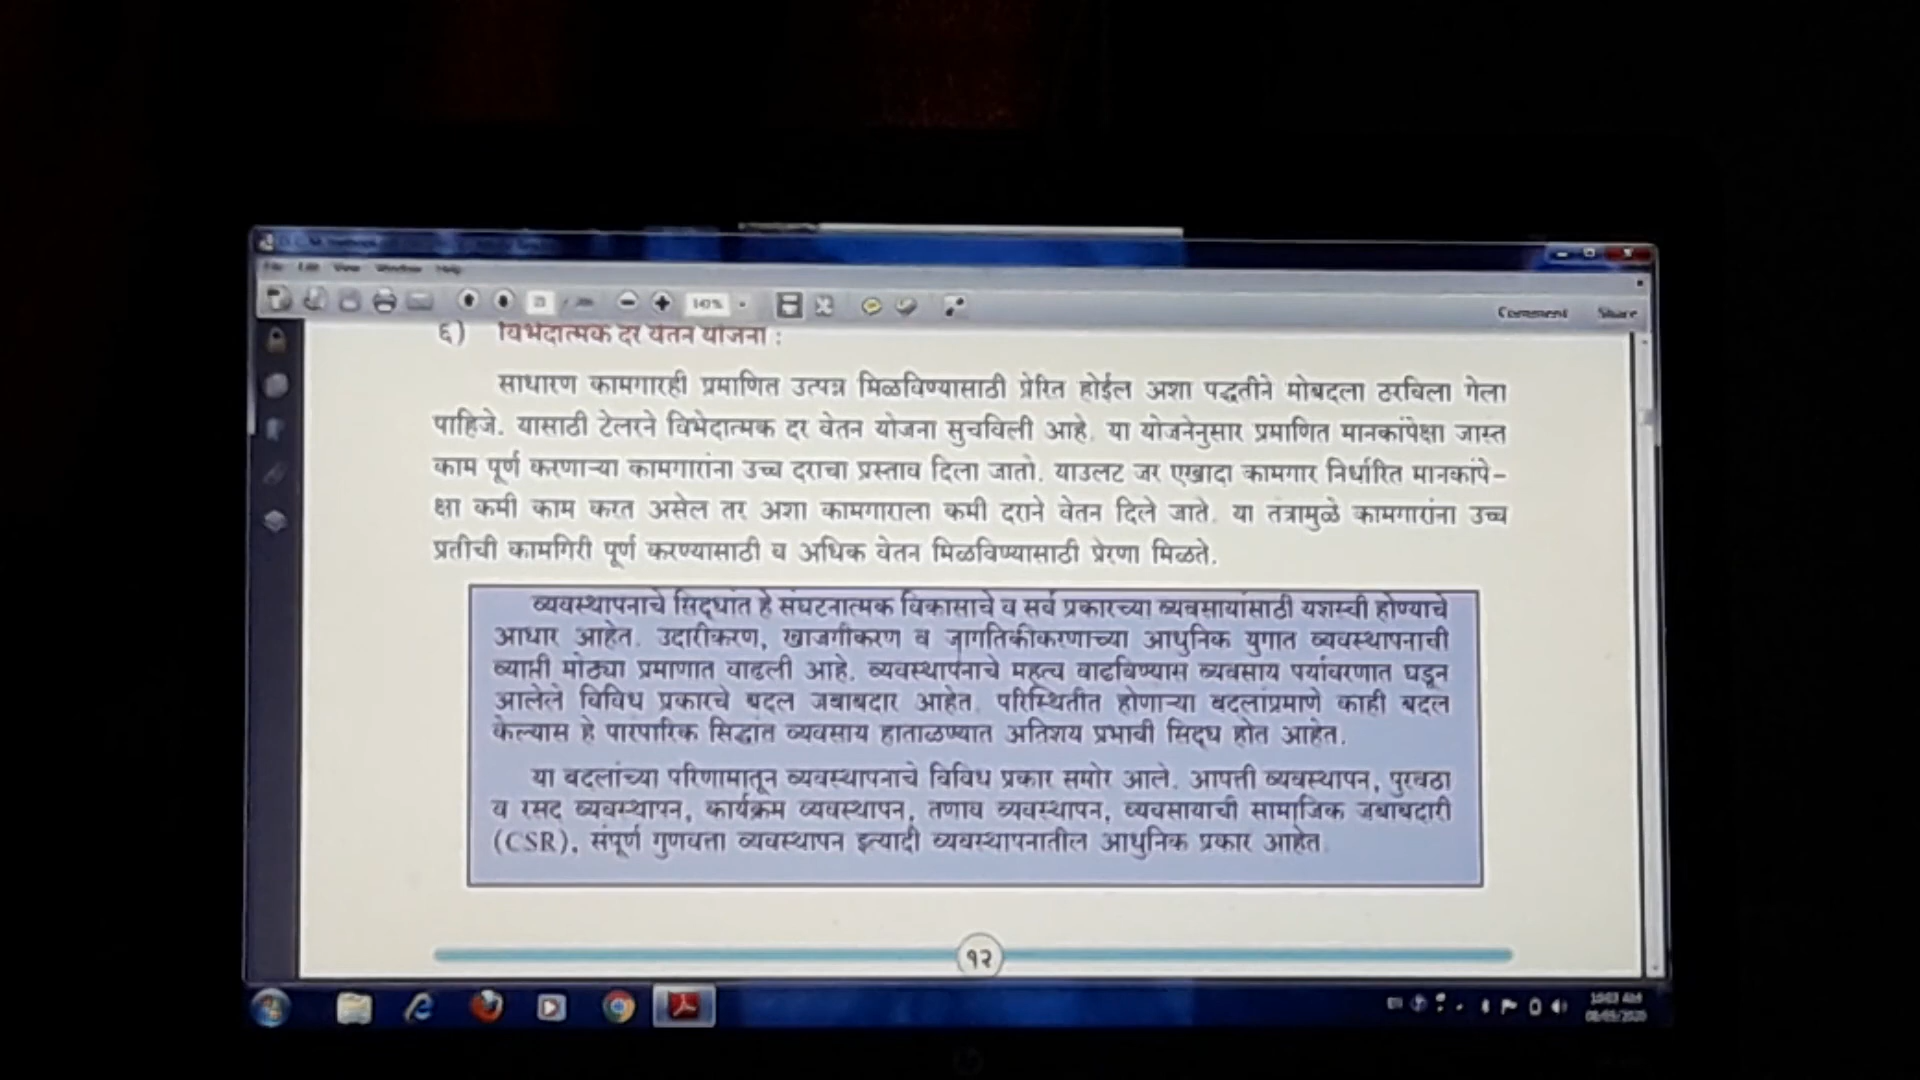 File Edit View Window Help
Comment Share
६) विभेदात्मक दर वेतन योजना :
साधारण कामगारही प्रमाणित उत्पन्न मिळविण्यासाठी प्रेरित होईल अशा पद्धतीने मोबदला ठरविला गेला
पाहिजे. यासाठी टेलरने विभेदात्मक दर वेतन योजना सुचविली आहे. या योजनेनुसार प्रमाणित मानकांपेक्षा जास्त
काम पूर्ण करणाऱ्या कामगारांना उच्च दराचा प्रस्ताव दिला जातो. याउलट जर एखादा कामगार निर्धारित मानकांपे-
क्षा कमी काम करत असेल तर अशा कामगाराला कमी दराने वेतन दिले जाते. या तंत्रामुळे कामगारांना उच्च
प्रतीची कामगिरी पूर्ण करण्यासाठी व अधिक वेतन मिळविण्यासाठी प्रेरणा मिळते.
व्यवस्थापनाचे सिद्धांत हे संघटनात्मक विकासाचे व सर्व प्रकारच्या व्यवसायांसाठी यशस्वी होण्याचे
आधार आहेत. उदारीकरण, खाजगीकरण व जागतिकीकरणाच्या आधुनिक युगात व्यवस्थापनाची
व्याप्ती मोठ्या प्रमाणात वाढली आहे. व्यवस्थापनाचे महत्व वाढविण्यास व्यवसाय पर्यावरणात घडून
आलेले विविध प्रकारचे बदल जबाबदार आहेत. परिस्थितीत होणाऱ्या बदलांप्रमाणे काही बदल
केल्यास हे पारंपारिक सिद्धांत व्यवसाय हाताळण्यात अतिशय प्रभावी सिद्ध होत आहेत.
या बदलांच्या परिणामातून व्यवस्थापनाचे विविध प्रकार समोर आले. आपत्ती व्यवस्थापन, पुरवठा
व रसद व्यवस्थापन, कार्यक्रम व्यवस्थापन, तणाव व्यवस्थापन, व्यवसायाची सामाजिक जबाबदारी
(CSR), संपूर्ण गुणवत्ता व्यवस्थापन इत्यादी व्यवस्थापनातील आधुनिक प्रकार आहेत.
१२